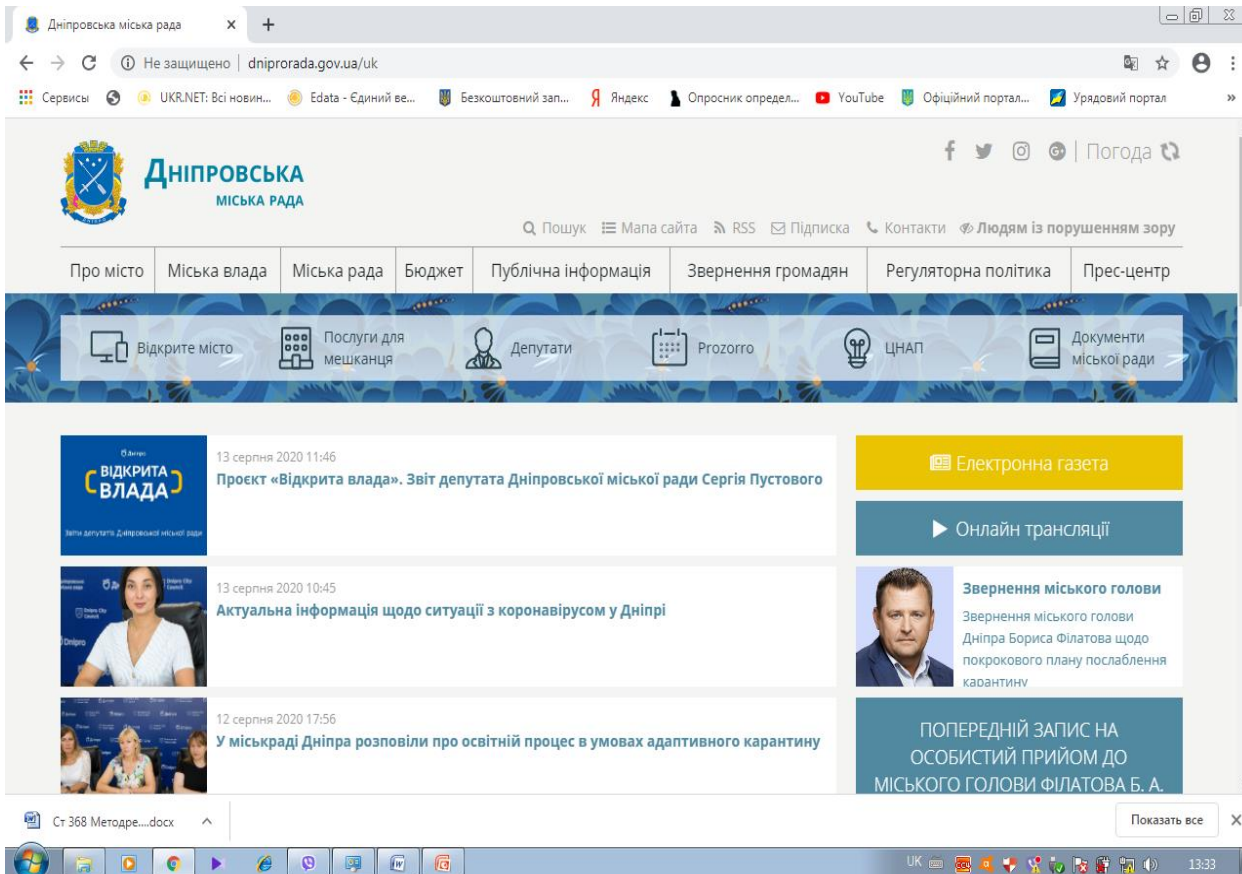 Дніпровська міська рада
Не защищено | dniprorada.gov.ua/uk
Сервисы UKR.NET: Всі новин... Edata - Єдиний ве... Безкоштовний зап... Яндекс Опросник определ... YouTube Офіційний портал... Урядовий портал »
ДНІПРОВСЬКА
МІСЬКА РАДА
Погода
Пошук Мапа сайта RSS Підписка Контакти Людям із порушенням зору
Про місто Міська влада Міська рада Бюджет Публічна інформація Звернення громадян Регуляторна політика Прес-центр
Відкрите місто
Послуги для
мешканця
Депутати
Prozorro
ЦНАП
Документи
міської ради
Дніпро
ВІДКРИТА
ВЛАДА
Звіти депутатів Дніпровської міської ради
13 серпня 2020 11:46
Проєкт «Відкрита влада». Звіт депутата Дніпровської міської ради Сергія Пустового
13 серпня 2020 10:45
Актуальна інформація щодо ситуації з коронавірусом у Дніпрі
12 серпня 2020 17:56
У міськраді Дніпра розповіли про освітній процес в умовах адаптивного карантину
Електронна газета
Онлайн трансляції
Звернення міського голови
Звернення міського голови
Дніпра Бориса Філатова щодо
покрокового плану послаблення
карантину
ПОПЕРЕДНІЙ ЗАПИС НА
ОСОБИСТИЙ ПРИЙОМ ДО
МІСЬКОГО ГОЛОВИ ФІЛАТОВА Б. А.
Ст 368 Методре....docx
Показать все
UK 13:33